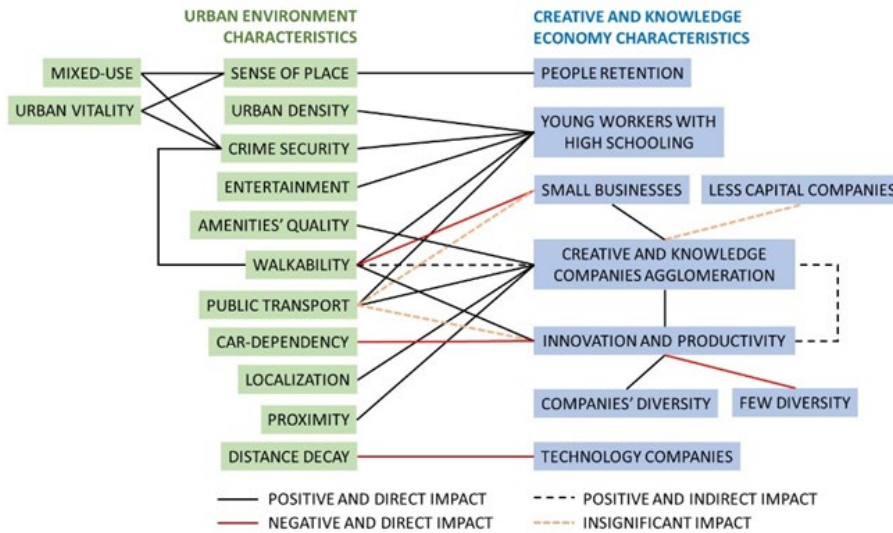 URBAN ENVIRONMENT
CHARACTERISTICS
CREATIVE AND KNOWLEDGE
ECONOMY CHARACTERISTICS
MIXED-USE
SENSE OF PLACE
PEOPLE RETENTION
URBAN VITALITY
URBAN DENSITY
YOUNG WORKERS WITH
HIGH SCHOOLING
CRIME SECURITY
ENTERTAINMENT
SMALL BUSINESSES
LESS CAPITAL COMPANIES
AMENITIES' QUALITY
WALKABILITY
CREATIVE AND KNOWLEDGE
COMPANIES AGGLOMERATION
PUBLIC TRANSPORT
CAR-DEPENDENCY
INNOVATION AND PRODUCTIVITY
LOCALIZATION
COMPANIES' DIVERSITY
FEW DIVERSITY
PROXIMITY
DISTANCE DECAY
TECHNOLOGY COMPANIES
POSITIVE AND DIRECT IMPACT
POSITIVE AND INDIRECT IMPACT
NEGATIVE AND DIRECT IMPACT
INSIGNIFICANT IMPACT